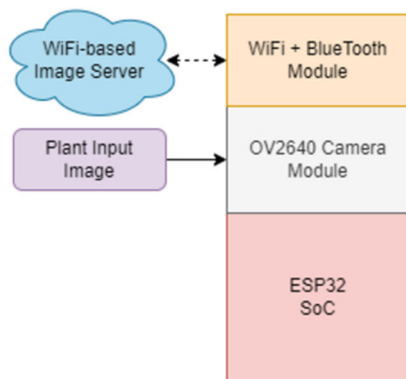 WiFi-based
Image Server
WiFi + BlueTooth
Module
Plant Input
Image
OV2640 Camera
Module
ESP32
SoC